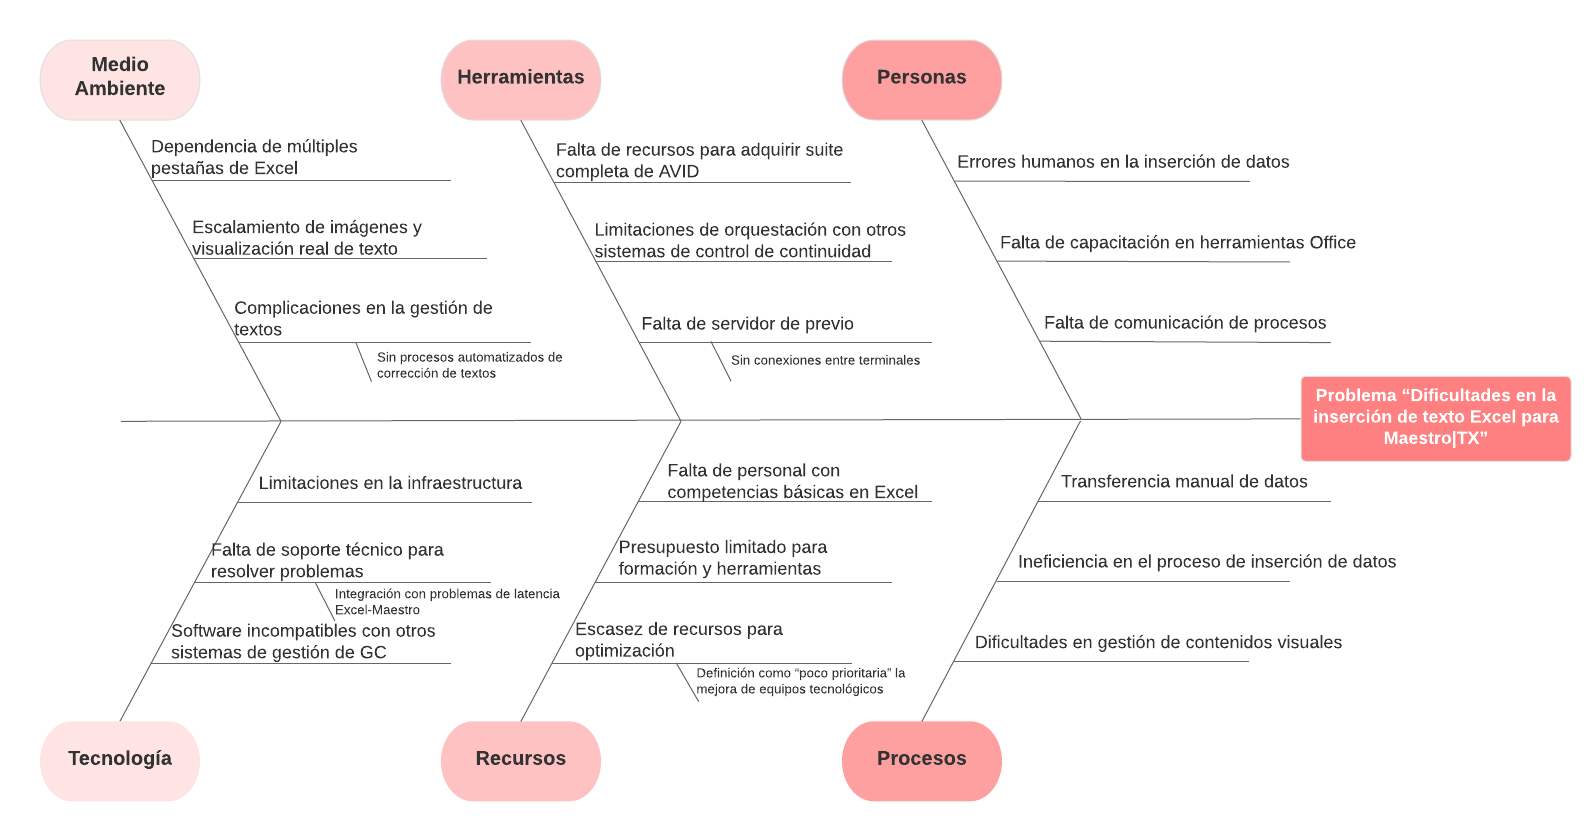 Medio
Ambiente
Herramientas
Personas
Dependencia de múltiples
pestañas de Excel
Escalamiento de imágenes y
visualización real de texto
Complicaciones en la gestión de
textos
Sin procesos automatizados de
corrección de textos
Falta de recursos para adquirir suite
completa de AVID
Limitaciones de orquestación con otros
sistemas de control de continuidad
Falta de servidor de previo
Sin conexiones entre terminales
Errores humanos en la inserción de datos
Falta de capacitación en herramientas Office
Falta de comunicación de procesos
Problema “Dificultades en la
inserción de texto Excel para
Maestro|TX”
Limitaciones en la infraestructura
Falta de soporte técnico para
resolver problemas
Integración con problemas de latencia
Excel-Maestro
Software incompatibles con otros
sistemas de gestión de GC
Falta de personal con
competencias básicas en Excel
Presupuesto limitado para
formación y herramientas
Escasez de recursos para
optimización
Definición como “poco prioritaria” la
mejora de equipos tecnológicos
Transferencia manual de datos
Ineficiencia en el proceso de inserción de datos
Dificultades en gestión de contenidos visuales
Tecnología
Recursos
Procesos